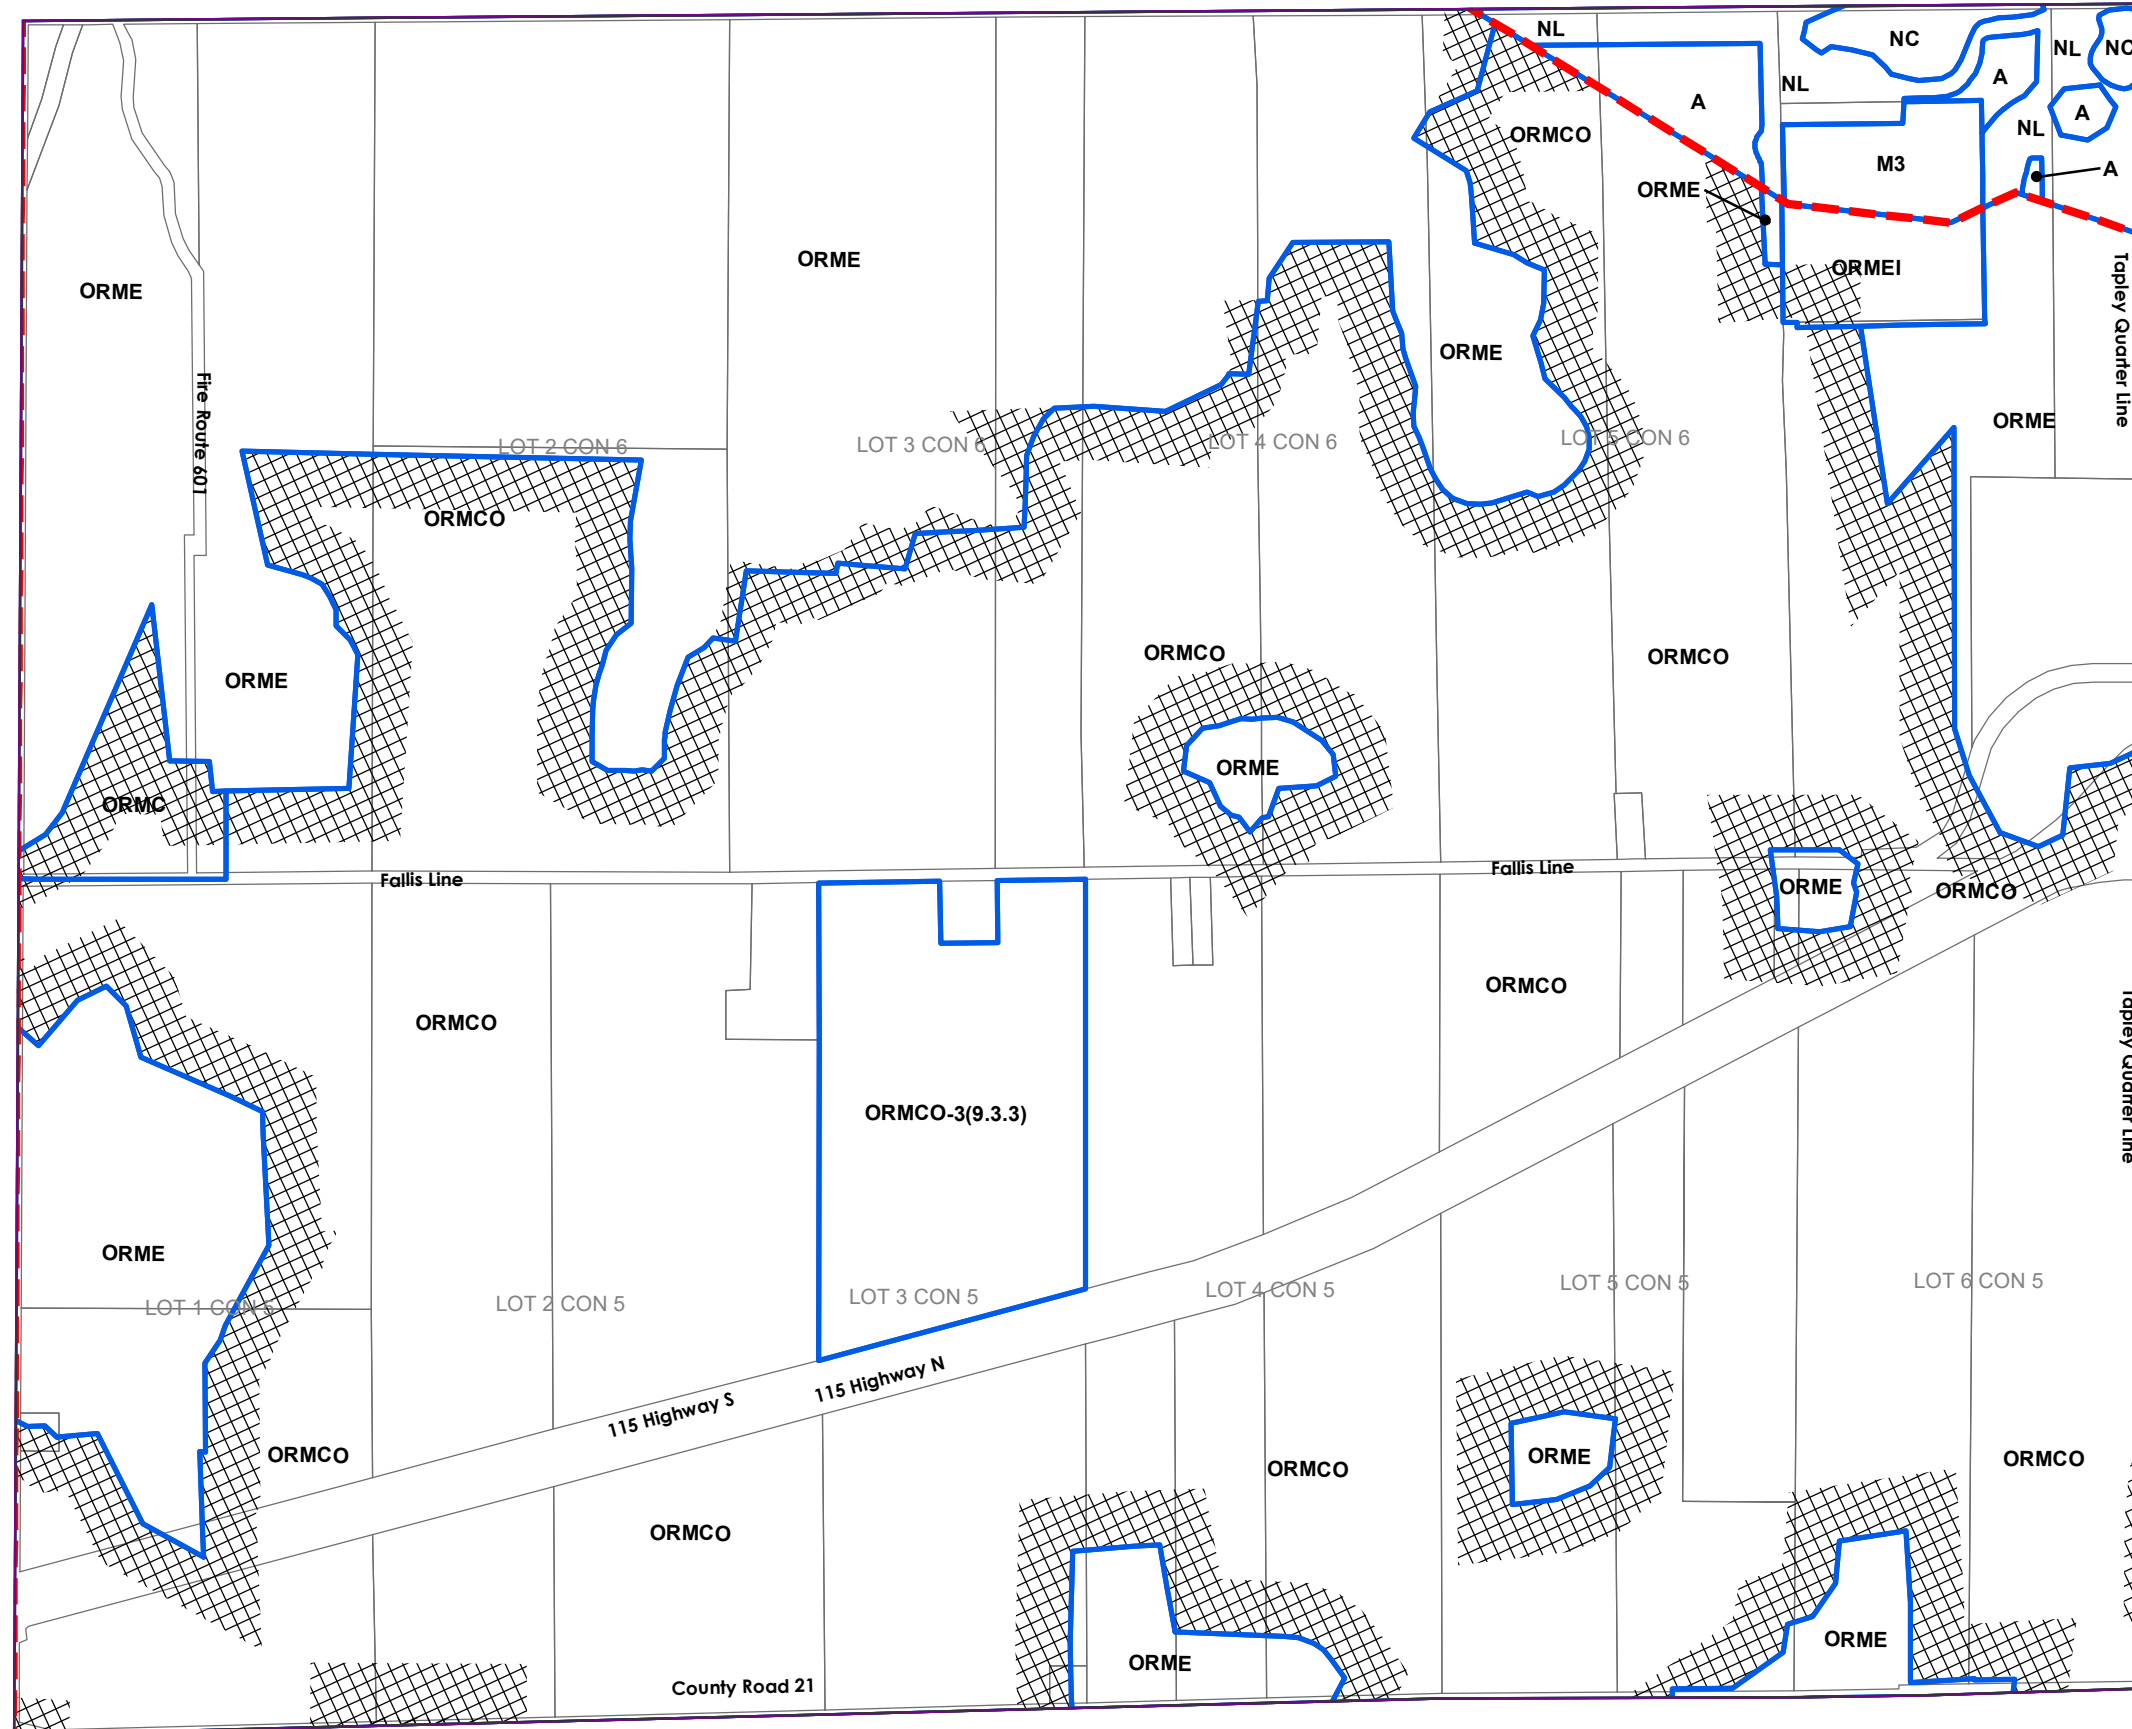 NL
NC
NL
NC
A
A
NL
A
ORMCO
NL
M3
A
ORME
ORME
ORME
ORMEI
Tapley Quarter Line
ORME
Fire Route 601
ORME
LOT 2 CON 6
LOT 3 CON 6
LOT 4 CON 6
LOT 5 CON 6
ORMCO
ORMCO
ORMCO
ORME
ORME
ORMC
Fallis Line
Fallis Line
ORME
ORMCO
ORMCO
ORMCO
Tapley Quarter Line
ORMCO-3(9.3.3)
ORME
LOT 1 CON 5
LOT 2 CON 5
LOT 3 CON 5
LOT 4 CON 5
LOT 5 CON 5
LOT 6 CON 5
115 Highway N
115 Highway S
ORMCO
ORMCO
ORME
ORMCO
ORMCO
ORME
ORME
County Road 21